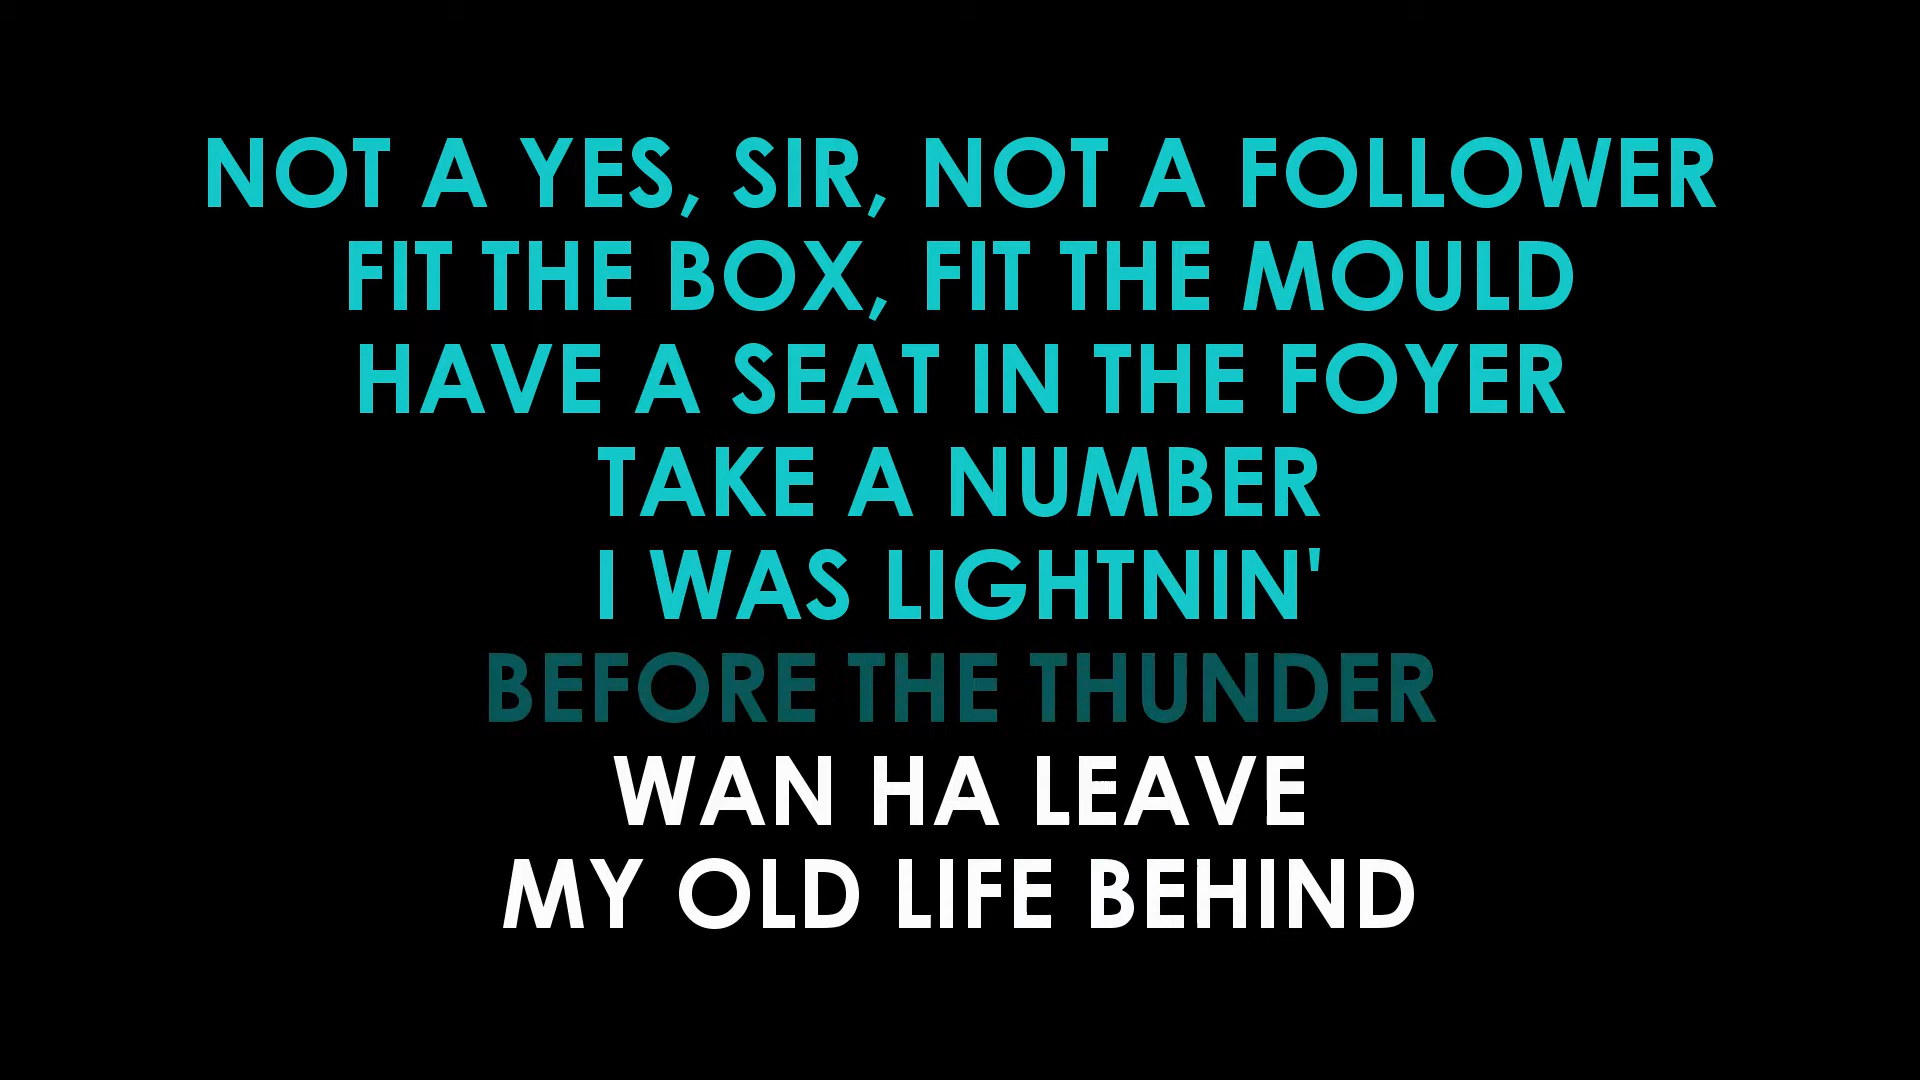 NOT A YES, SIR, NOT A FOLLOWER
FIT THE BOX, FIT THE MOULD
HAVE A SEAT IN THE FOYER
TAKE A NUMBER
I WAS LIGHTNIN'
BEFORE THE THUNDER
WAN HA LEAVE
MY OLD LIFE BEHIND